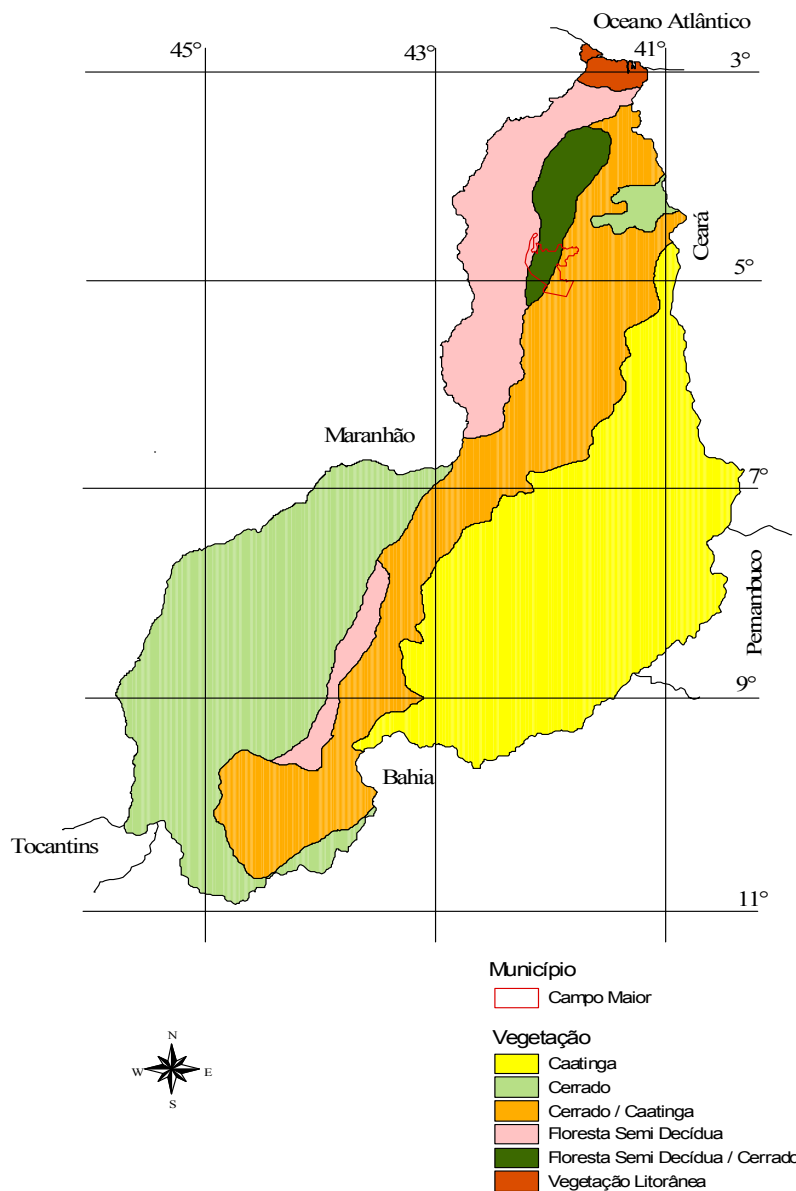 Oceano Atlântico
45°
43°
41°
3°
Ceará
5°
Maranhão
7°
Pernambuco
9°
Bahia
Tocantins
11°
Município
Campo Maior
N
W
E
S
Vegetação
Caatinga
Cerrado
Cerrado / Caatinga
Floresta Semi Decídua
Floresta Semi Decídua / Cerrado
Vegetação Litorânea